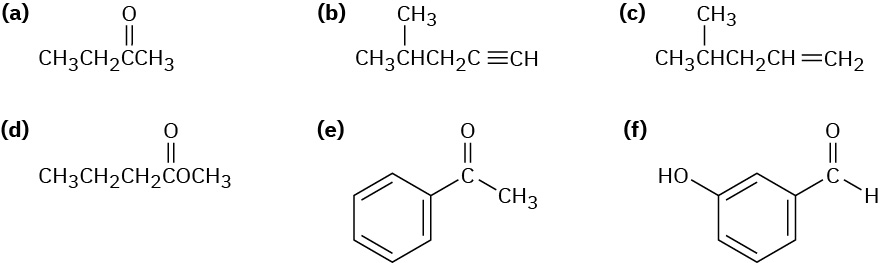 (a) (b) (c)
O CH₃ CH₃
CH₃CH₂CCH₃ CH₃CHCH₂C≡CH CH₃CHCH₂CH=CH₂
(d) (e) (f)
O O O
CH₃CH₂CH₂COCH₃ C HO C
CH₃ H